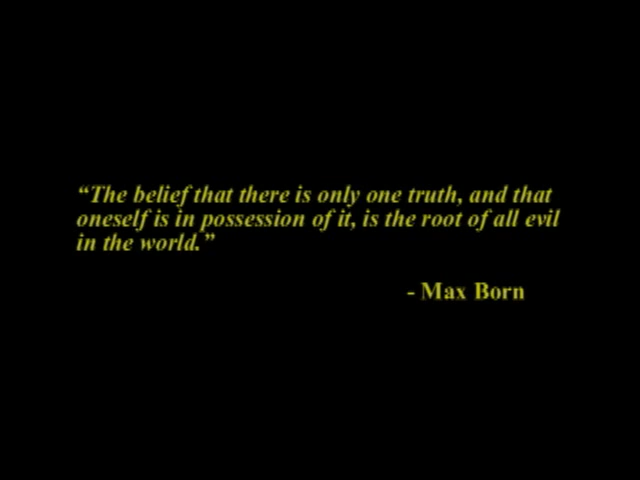 “The belief that there is only one truth, and that
oneself is in possession of it, is the root of all evil
in the world.”
- Max Born